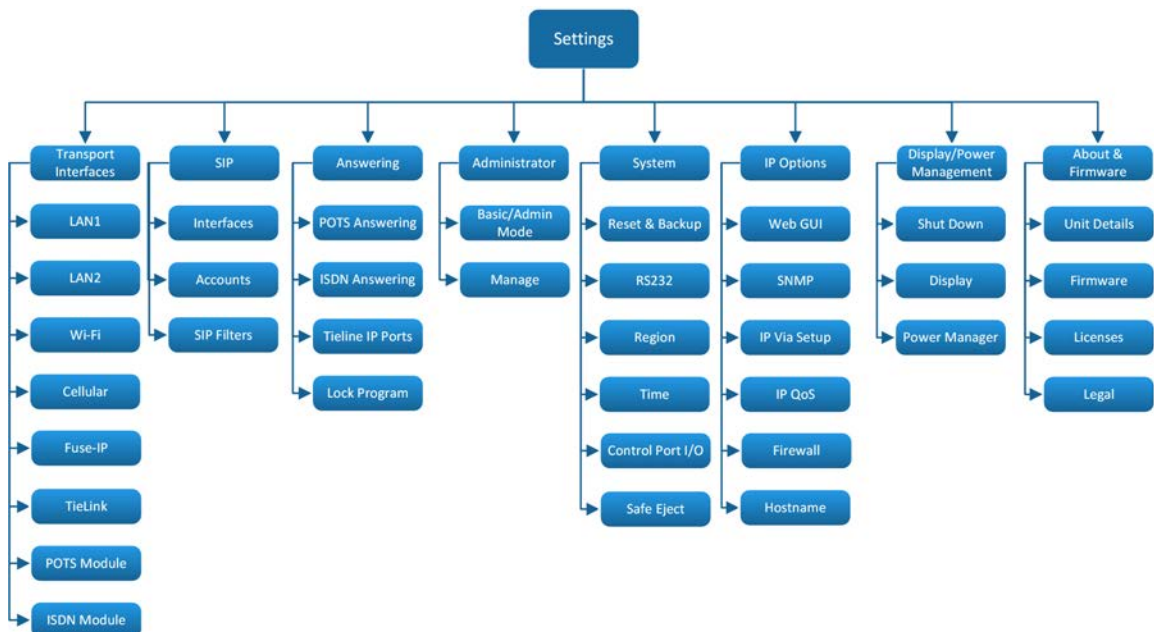 Settings
Transport
Interfaces
LAN1
LAN2
Wi-Fi
Cellular
Fuse-IP
TieLink
POTS Module
ISDN Module
SIP
Interfaces
Accounts
SIP Filters
Answering
POTS Answering
ISDN Answering
Tieline IP Ports
Lock Program
Administrator
Basic/Admin
Mode
Manage
System
Reset & Backup
RS232
Region
Time
Control Port I/O
Safe Eject
IP Options
Web GUI
SNMP
IP Via Setup
IP QoS
Firewall
Hostname
Display/Power
Management
Shut Down
Display
Power Manager
About &
Firmware
Unit Details
Firmware
Licenses
Legal